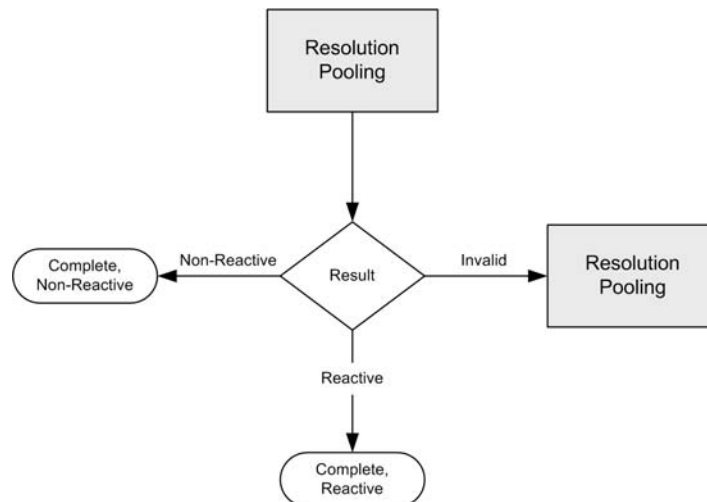 Resolution
Pooling
Non-Reactive
Invalid
Complete,
Non-Reactive
Result
Resolution
Pooling
Reactive
Complete,
Reactive